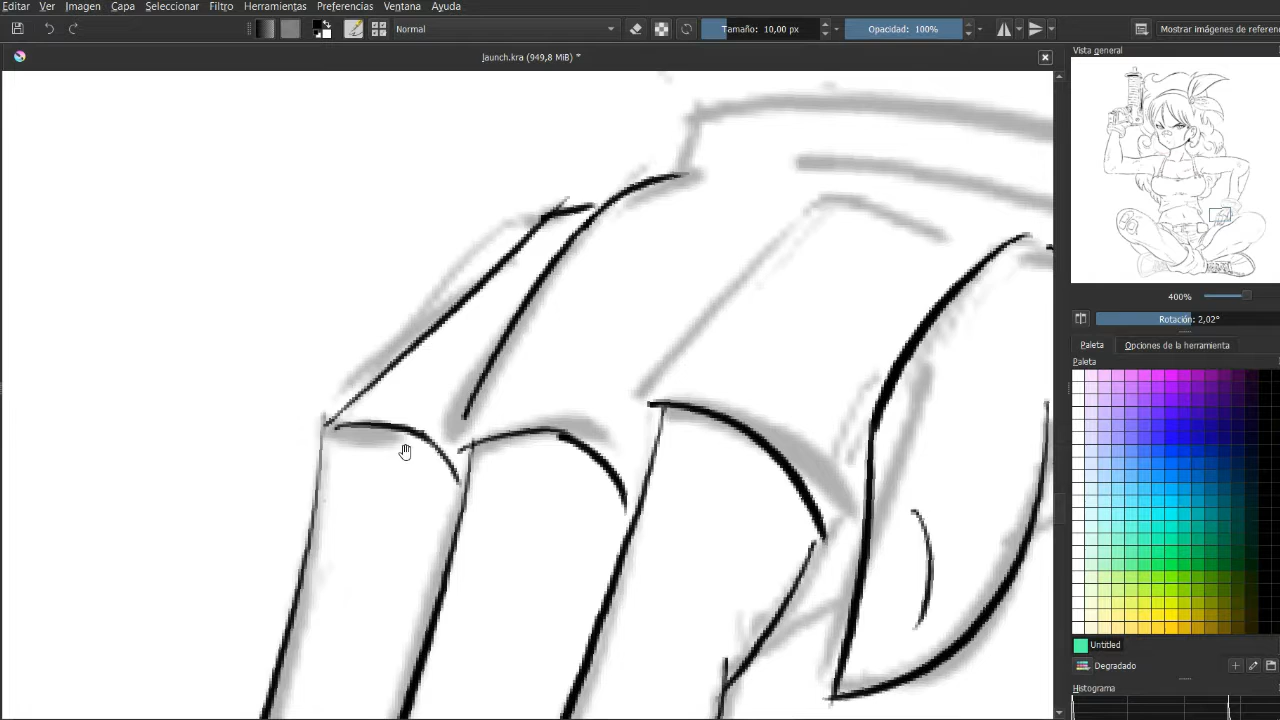 Editar Ver Imagen Capa Seleccionar Filtro Herramientas Preferencias Ventana Ayuda
Normal Tamaño: 10,00 px Opacidad: 100% Mostrar imágenes de referenc
launch.kra (949,8 MiB) *
Vista general
400%
Rotación: 2,02°
Paleta Opciones de la herramienta
Paleta
Untitled
Degradado
Histograma